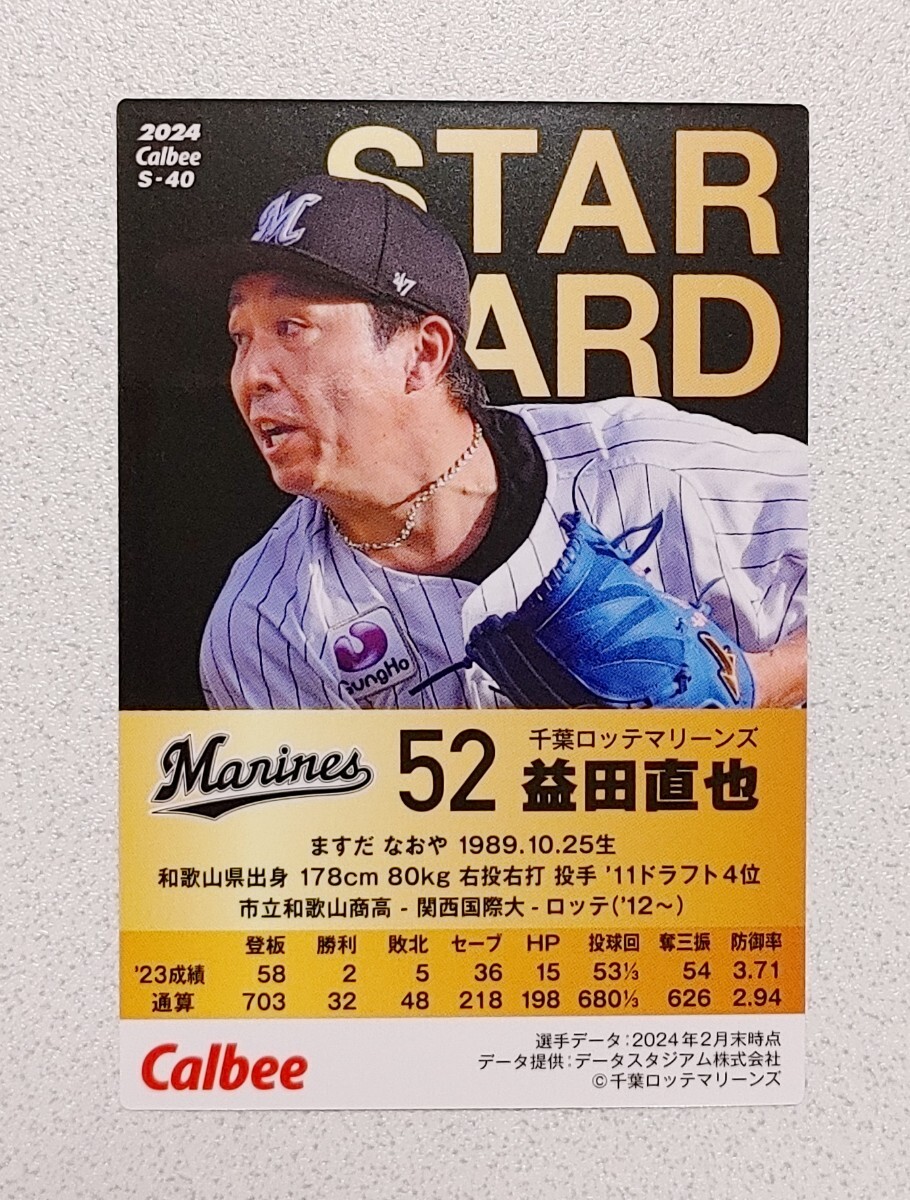 2024
Calbee
S-40
STAR
ARD
M
'47
GungHo
Marines
52
千葉ロッテマリーンズ
益田直也
ますだ なおや 1989.10.25生
和歌山県出身 178cm 80kg 右投右打 投手 '11ドラフト4位
市立和歌山商高 - 関西国際大 - ロッテ('12～)
登板 勝利 敗北 セーブ HP 投球回 奪三振 防御率
'23成績 58 2 5 36 15 53⅓ 54 3.71
通算 703 32 48 218 198 680⅓ 626 2.94
Calbee
選手データ:2024年2月末時点
データ提供:データスタジアム株式会社
©千葉ロッテマリーンズ